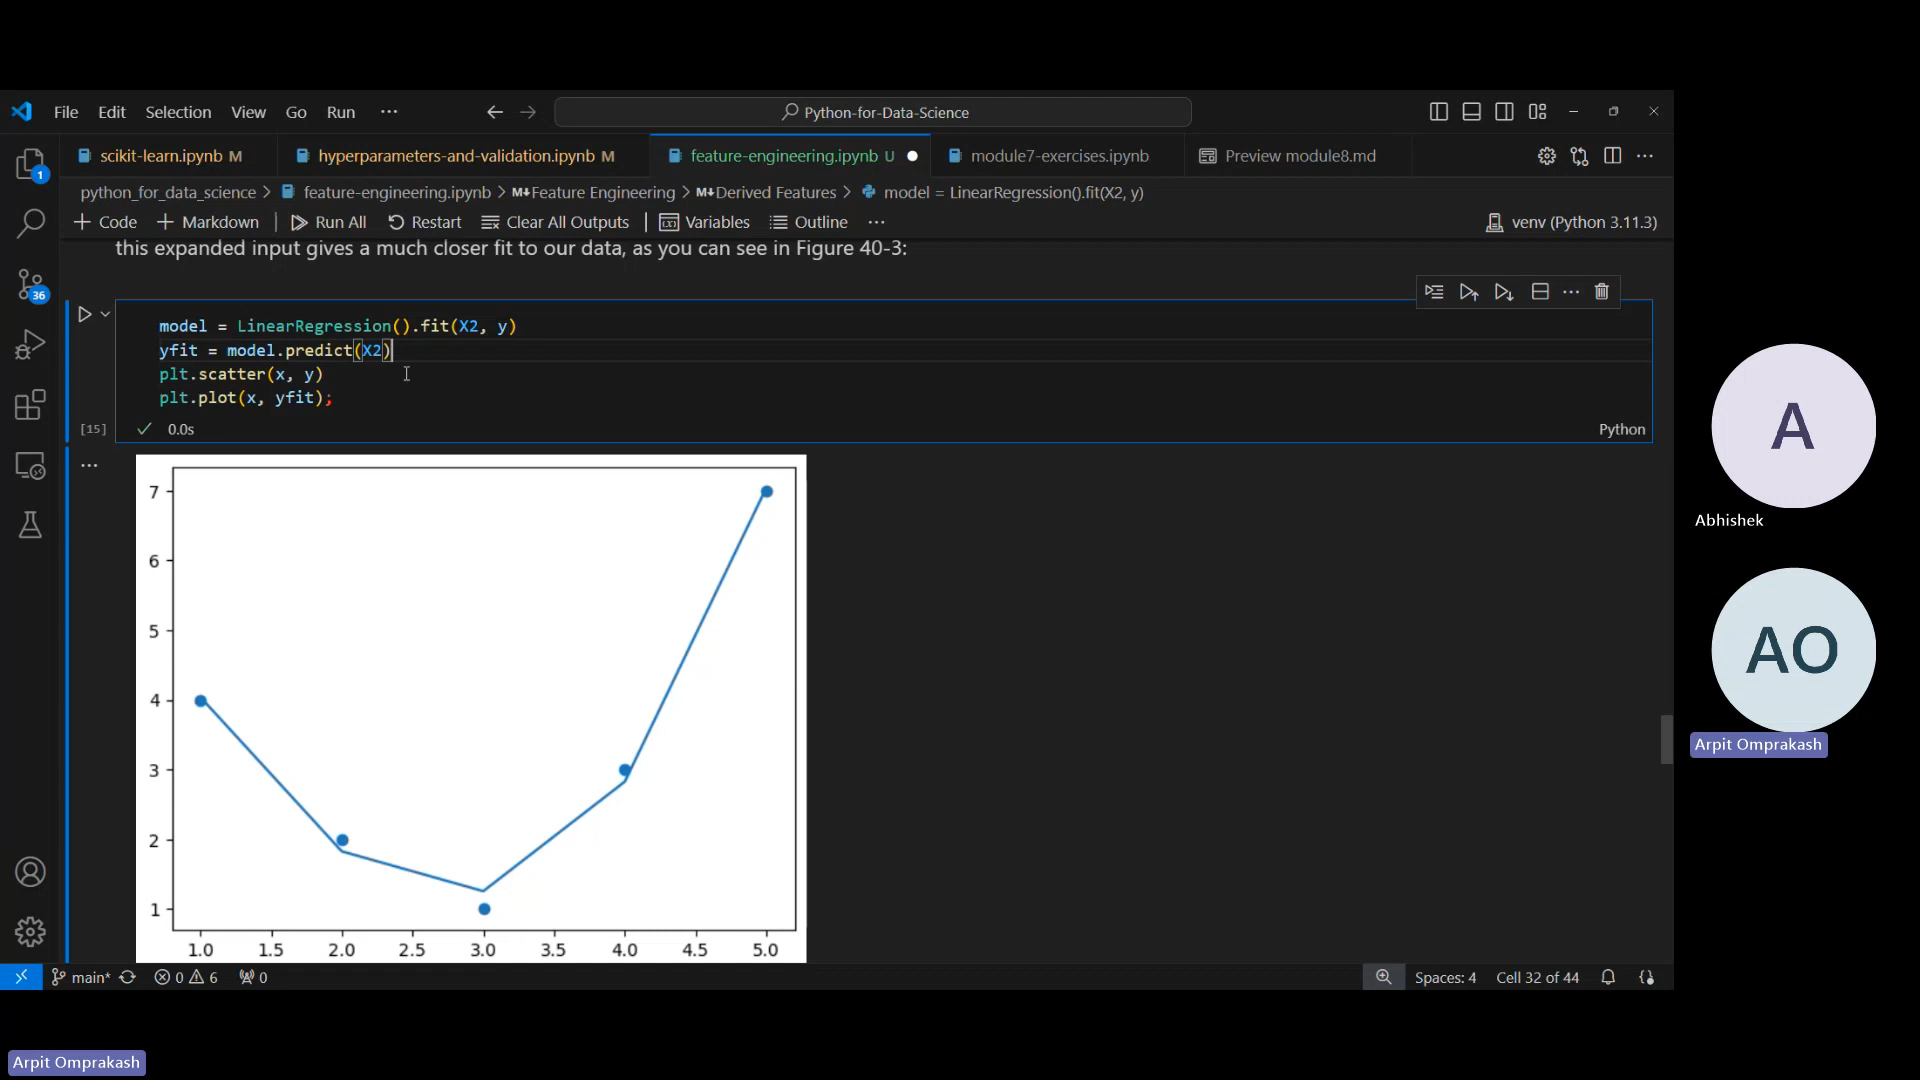 File Edit Selection View Go Run ··· Python-for-Data-Science
scikit-learn.ipynb M hyperparameters-and-validation.ipynb M feature-engineering.ipynb U module7-exercises.ipynb Preview module8.md ···
python_for_data_science > feature-engineering.ipynb > M↓Feature Engineering > M↓Derived Features > model = LinearRegression().fit(X2, y)
+ Code + Markdown Run All Restart Clear All Outputs Variables Outline ··· venv (Python 3.11.3)
this expanded input gives a much closer fit to our data, as you can see in Figure 40-3:
model = LinearRegression().fit(X2, y)
yfit = model.predict(X2)
plt.scatter(x, y)
plt.plot(x, yfit);
[15] 0.0s Python
1
36
7
6
5
4
3
2
1
1.0 1.5 2.0 2.5 3.0 3.5 4.0 4.5 5.0
main* 0 6 0 Spaces: 4 Cell 32 of 44
A
Abhishek
AO
Arpit Omprakash
Arpit Omprakash